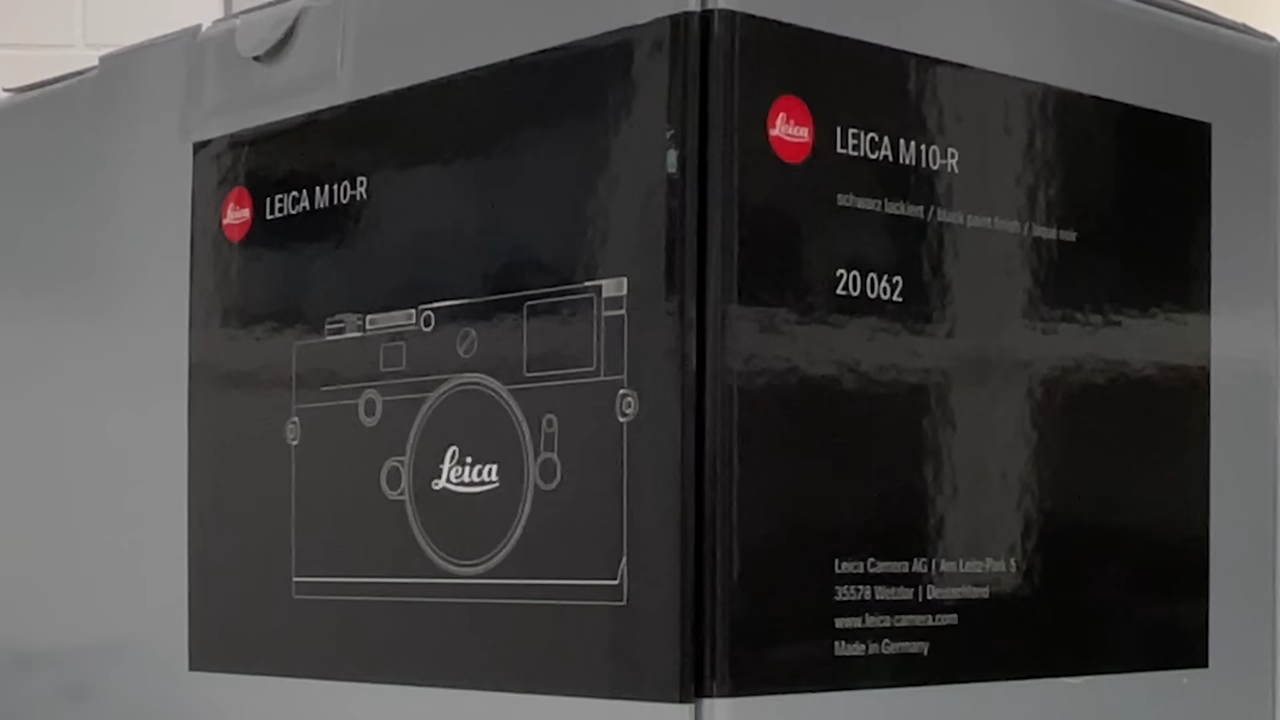 Leica
LEICA M10-R
Leica
Leica
LEICA M10-R
schwarz lackiert / black paint finish / laqué noir
20 062
Leica Camera AG | Am Leitz-Park 5
35578 Wetzlar | Deutschland
www.leica-camera.com
Made in Germany